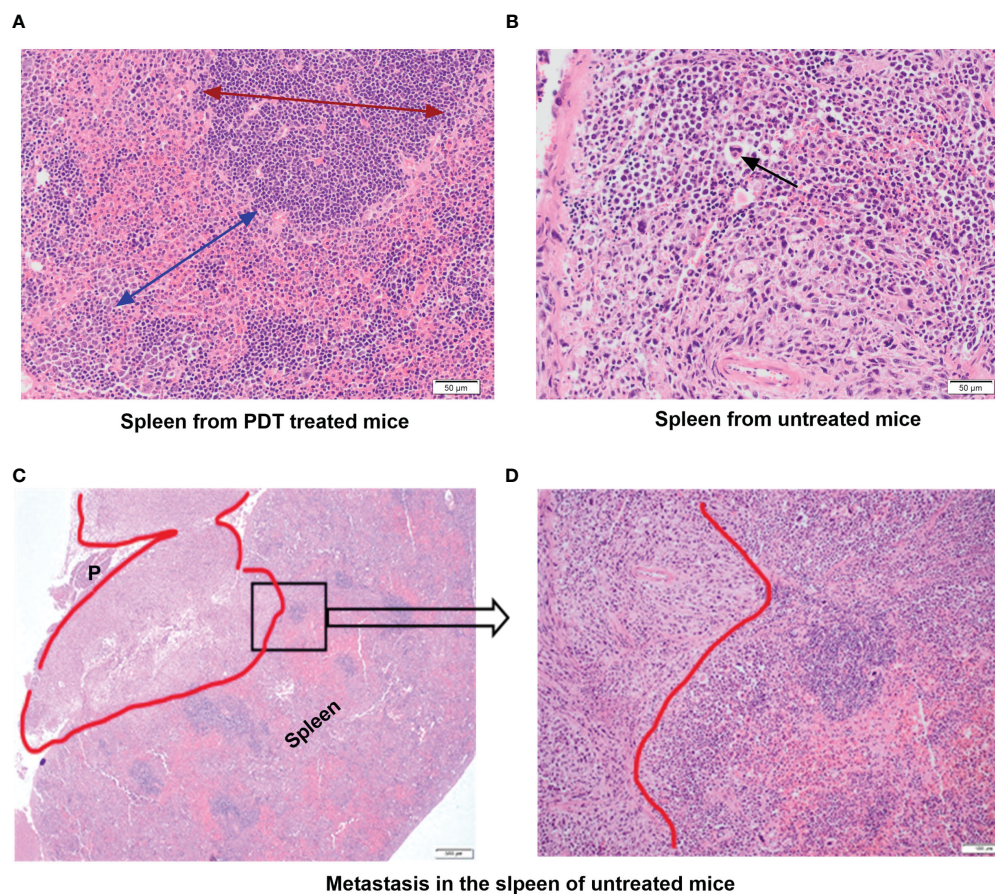 A
B
50 µm
50 µm
Spleen from PDT treated mice
Spleen from untreated mice
C
D
P
Spleen
Metastasis in the slpeen of untreated mice